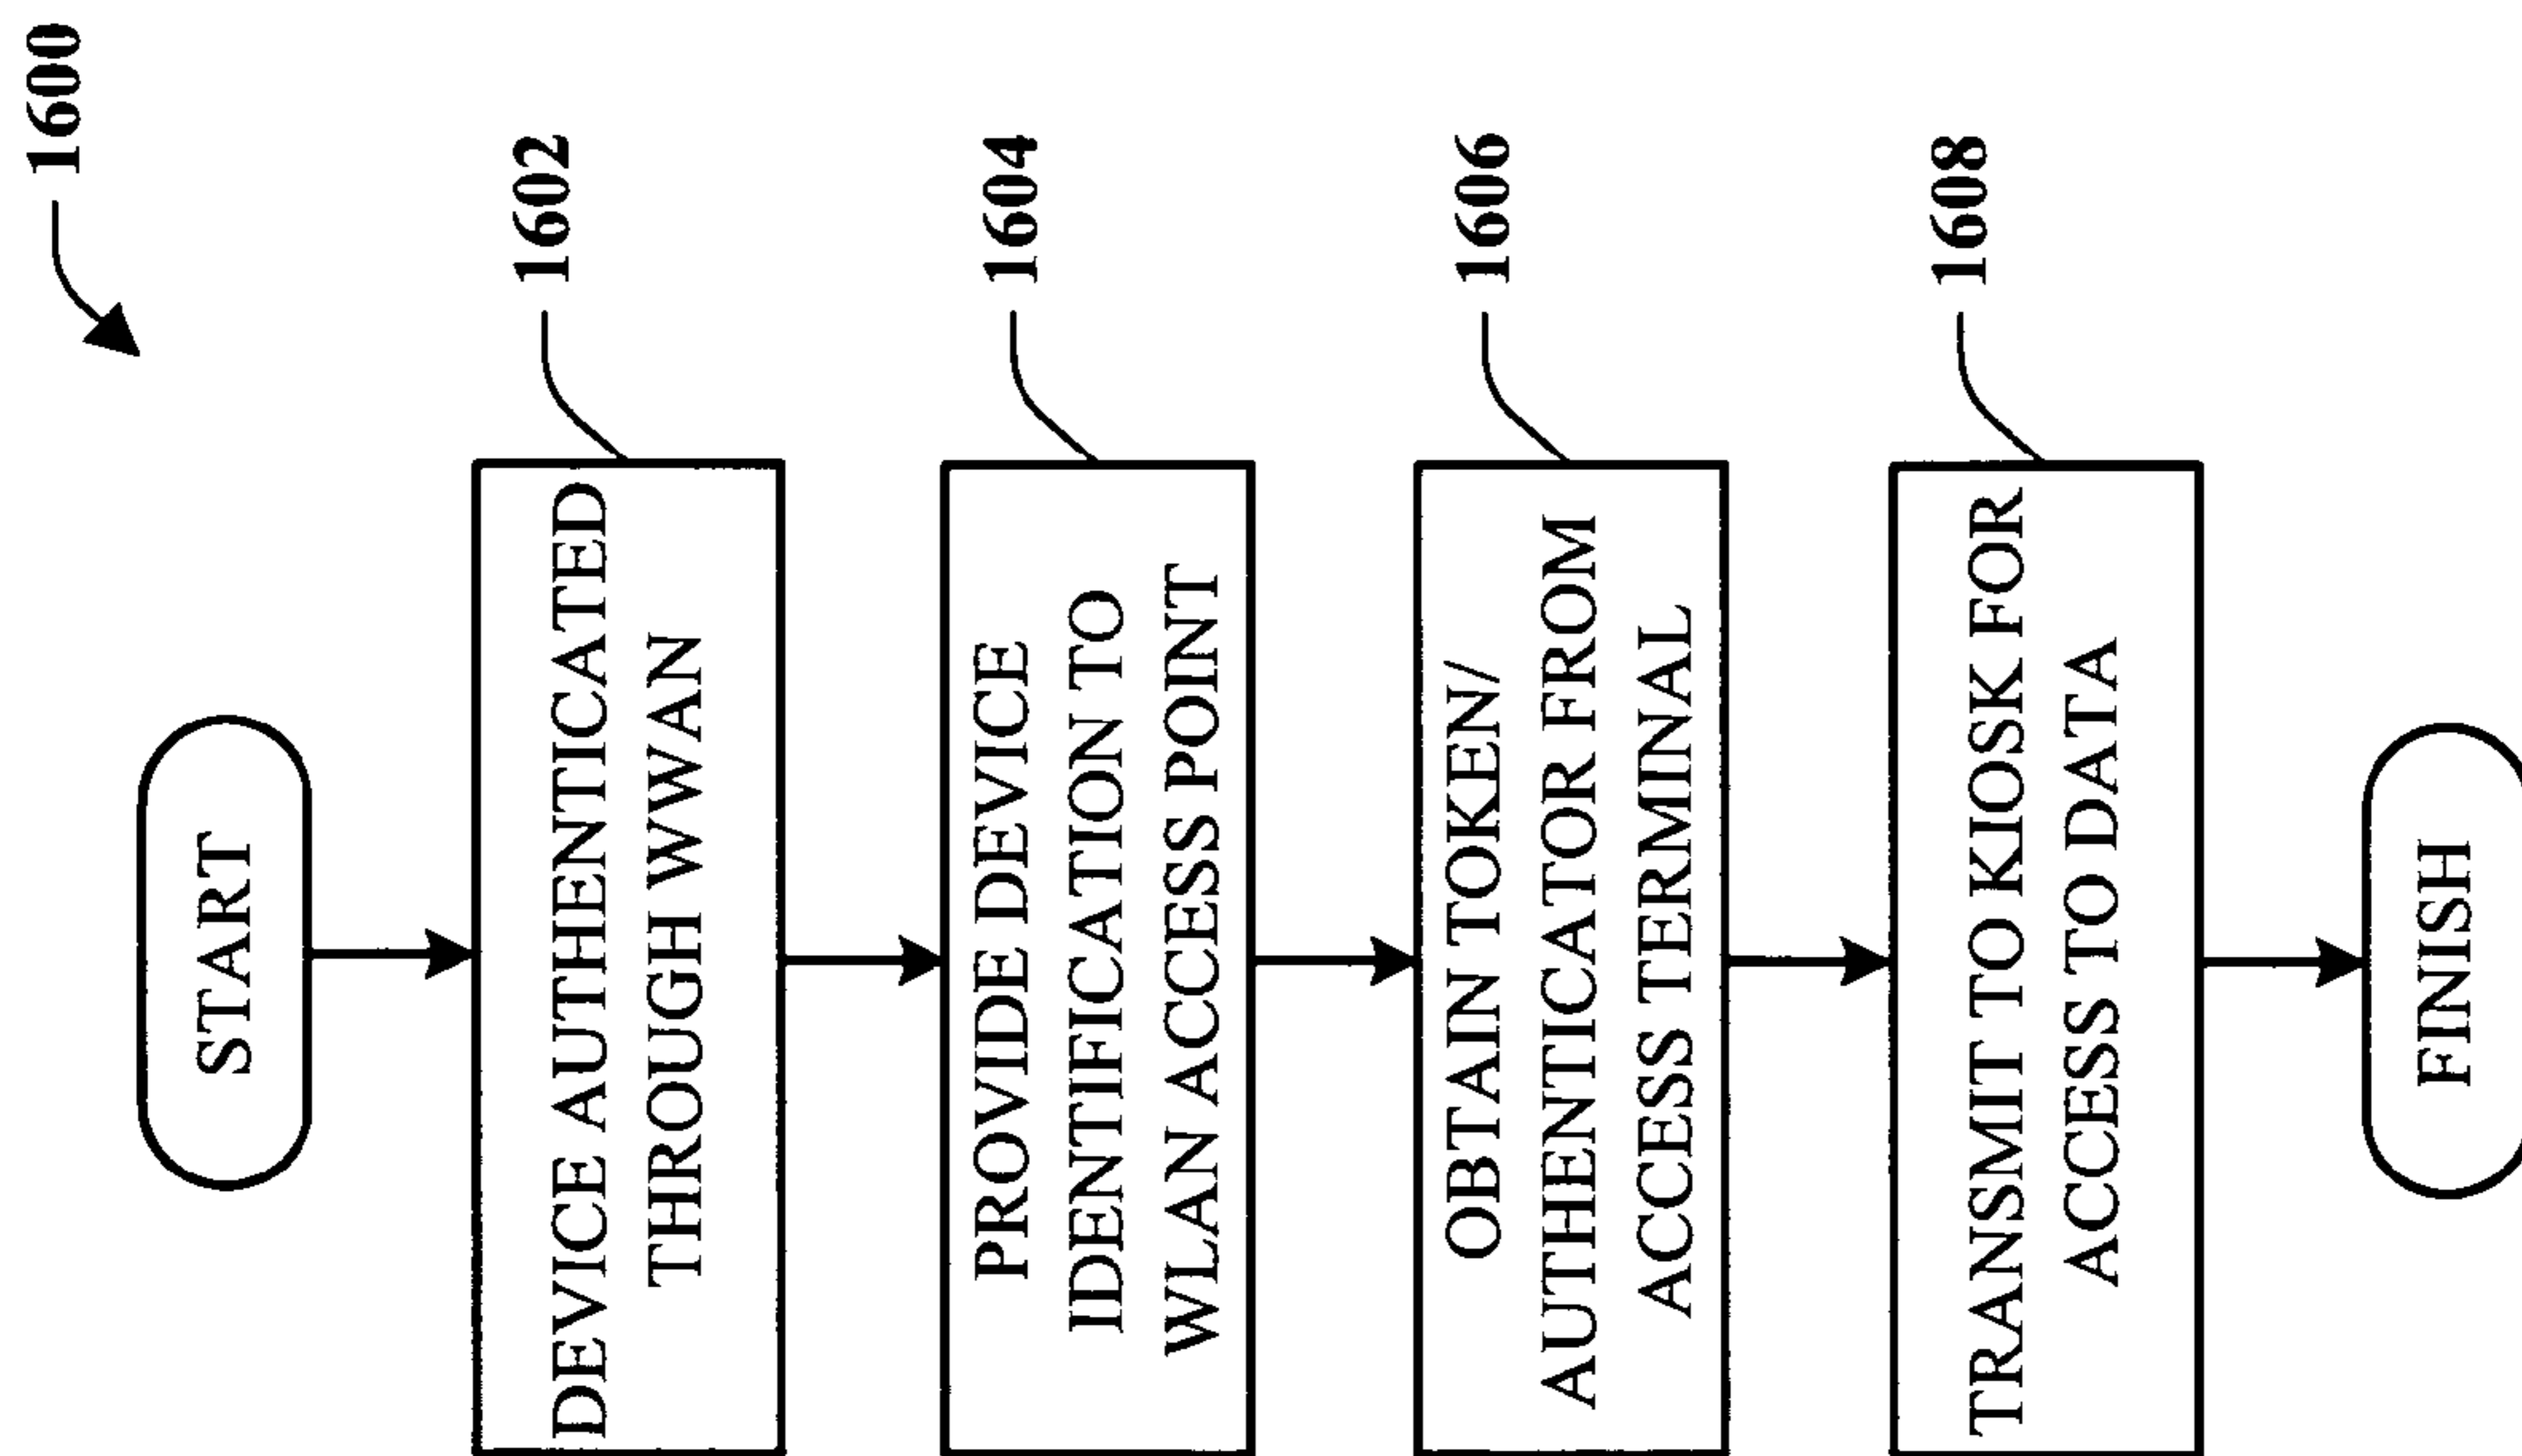 1600
START
DEVICE AUTHENTICATED
THROUGH WWAN
1602
PROVIDE DEVICE
IDENTIFICATION TO
WLAN ACCESS POINT
1604
OBTAIN TOKEN/
AUTHENTICATOR FROM
ACCESS TERMINAL
1606
TRANSMIT TO KIOSK FOR
ACCESS TO DATA
1608
FINISH